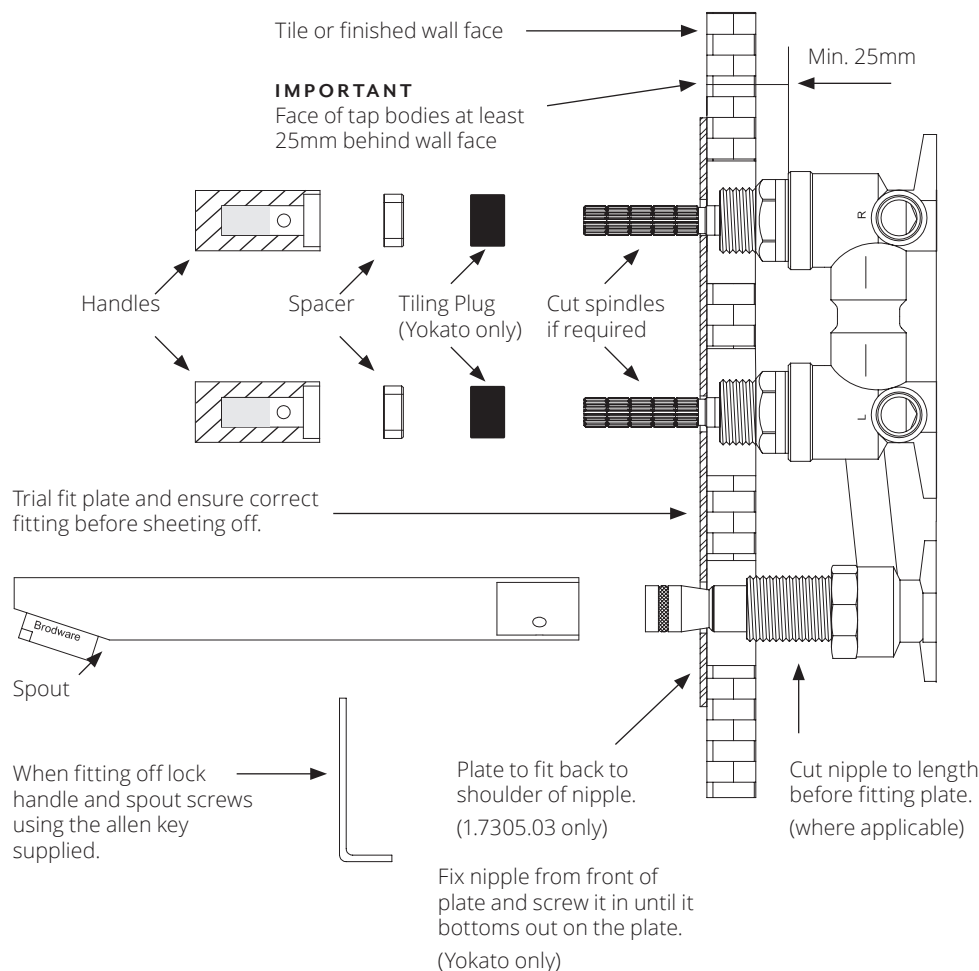 Tile or finished wall face
Min. 25mm
IMPORTANT
Face of tap bodies at least
25mm behind wall face
R
Handles
Spacer
Tiling Plug
(Yokato only)
Cut spindles
if required
L
Trial fit plate and ensure correct
fitting before sheeting off.
Brodware
Spout
When fitting off lock
handle and spout screws
using the allen key
supplied.
Plate to fit back to
shoulder of nipple.
(1.7305.03 only)
Cut nipple to length
before fitting plate.
(where applicable)
Fix nipple from front of
plate and screw it in until it
bottoms out on the plate.
(Yokato only)